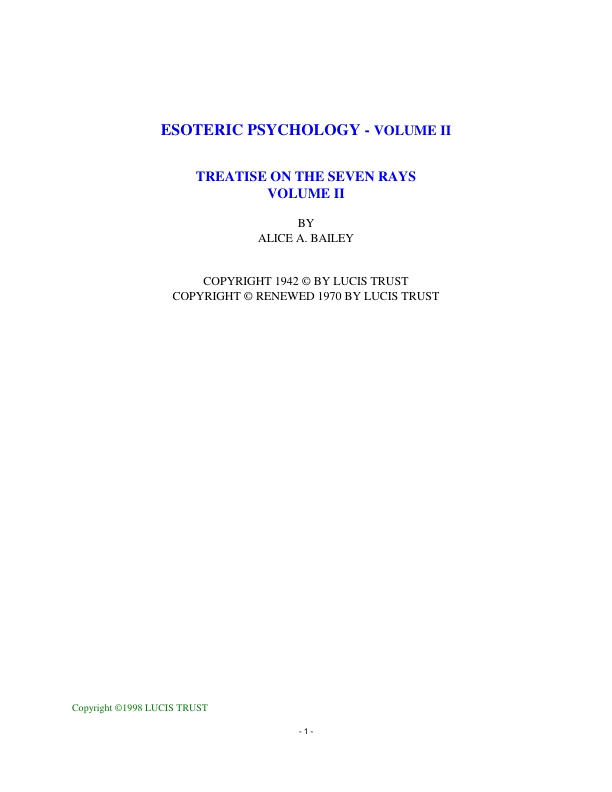 ESOTERIC PSYCHOLOGY - VOLUME II
TREATISE ON THE SEVEN RAYS
VOLUME II
BY
ALICE A. BAILEY
COPYRIGHT 1942 © BY LUCIS TRUST
COPYRIGHT © RENEWED 1970 BY LUCIS TRUST
Copyright ©1998 LUCIS TRUST
- 1 -